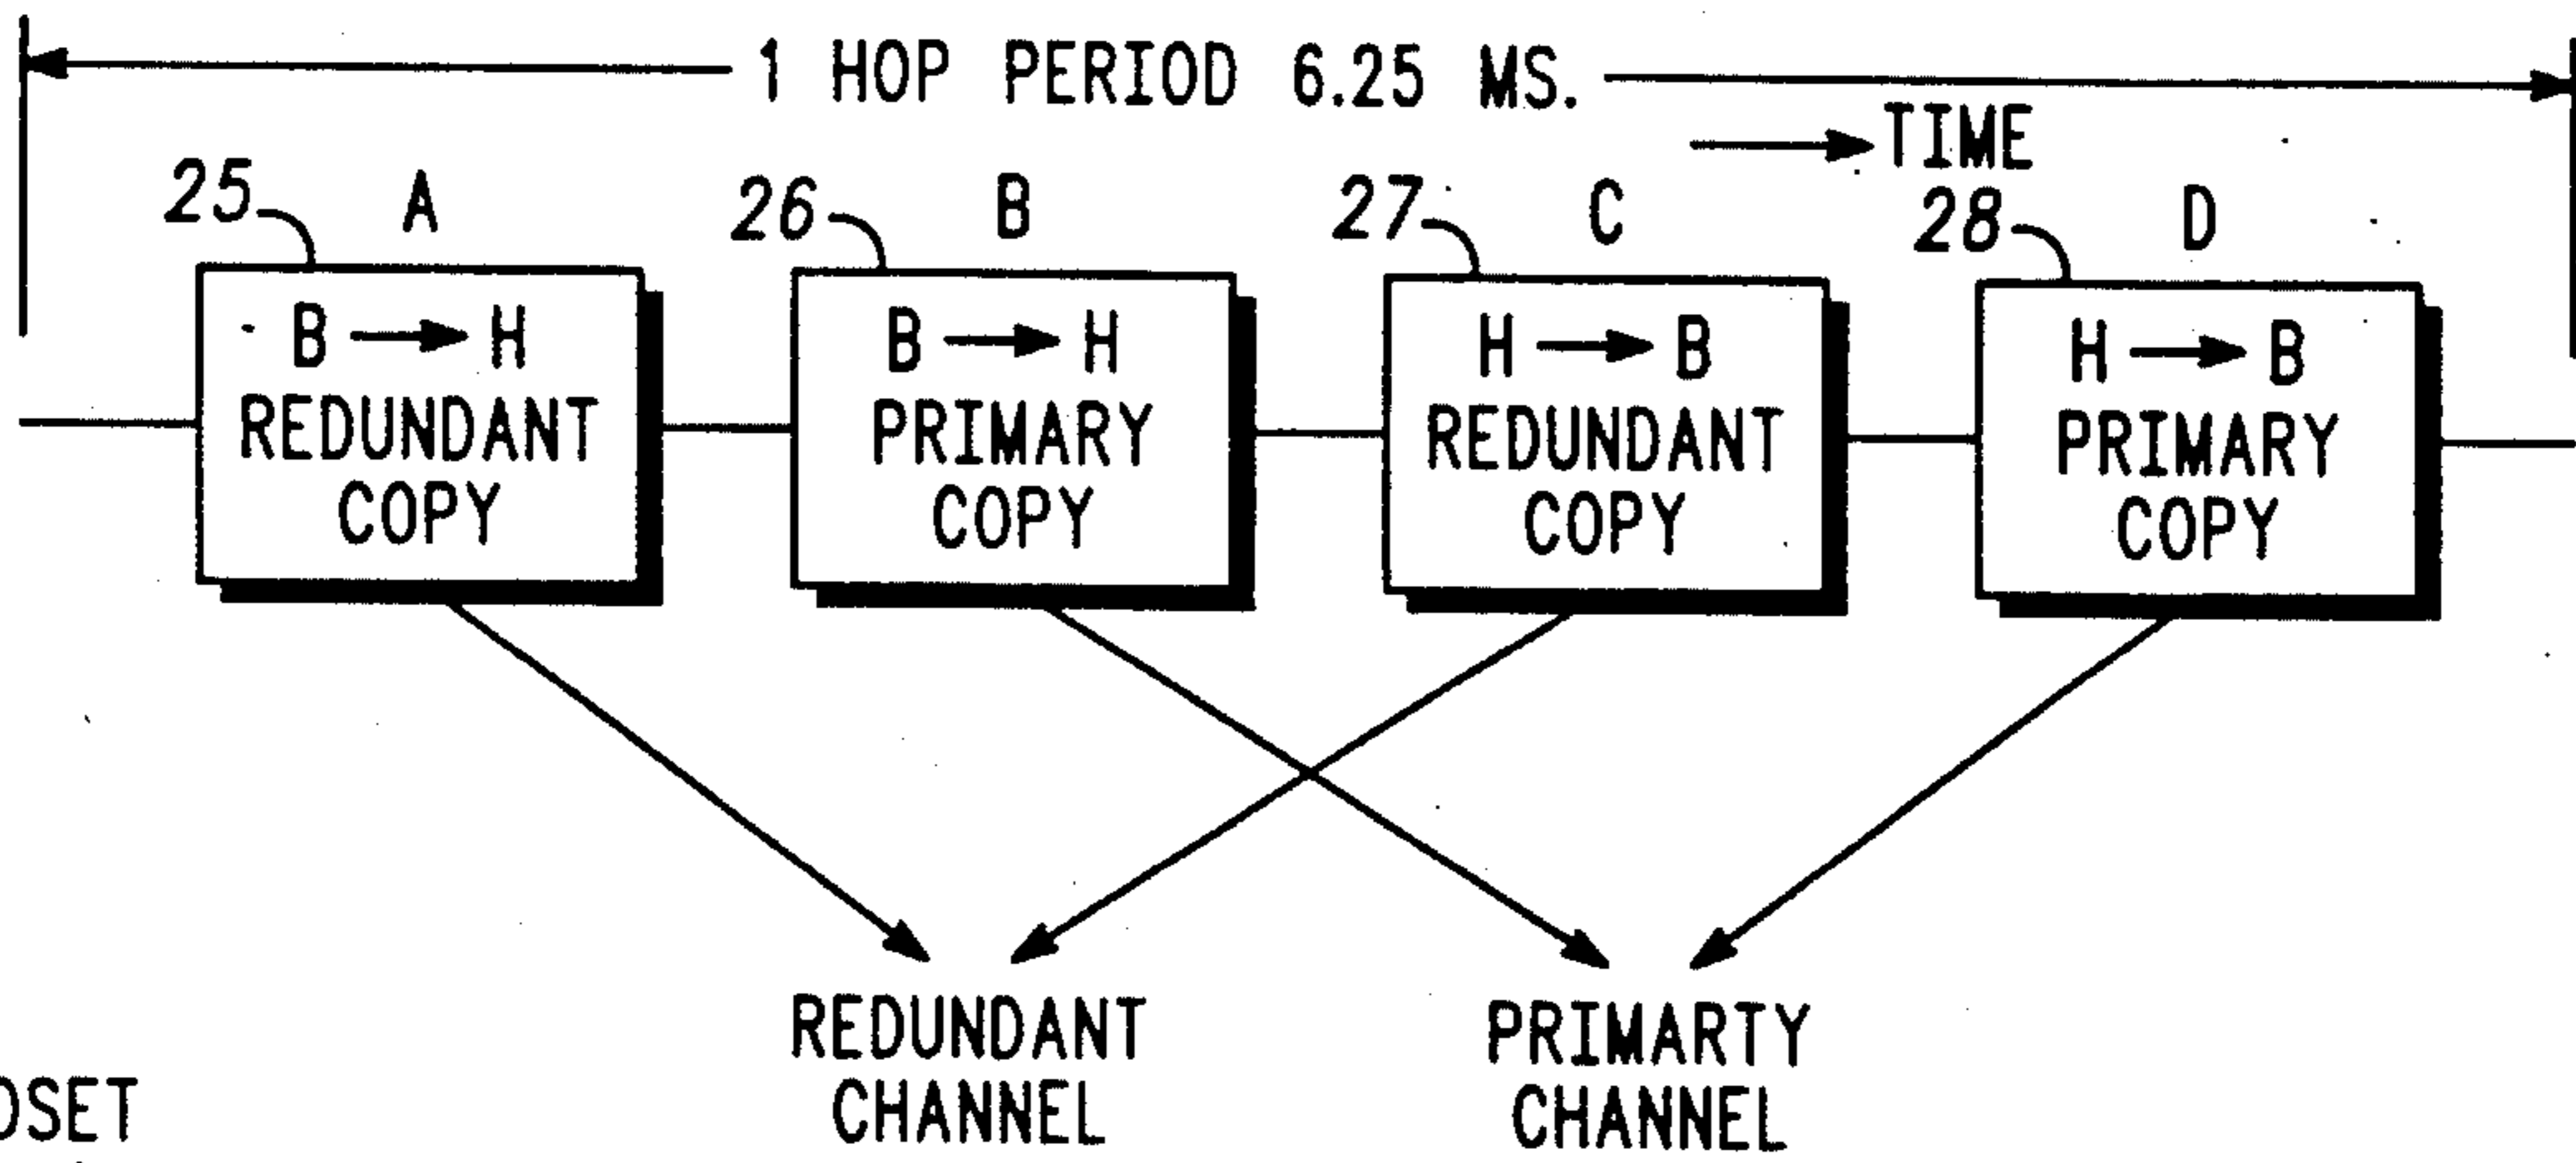 1 HOP PERIOD 6.25 MS.
TIME
25 A 26 B 27 C 28 D
B → H
REDUNDANT
COPY
B → H
PRIMARY
COPY
H → B
REDUNDANT
COPY
H → B
PRIMARY
COPY
REDUNDANT
CHANNEL
PRIMARTY
CHANNEL